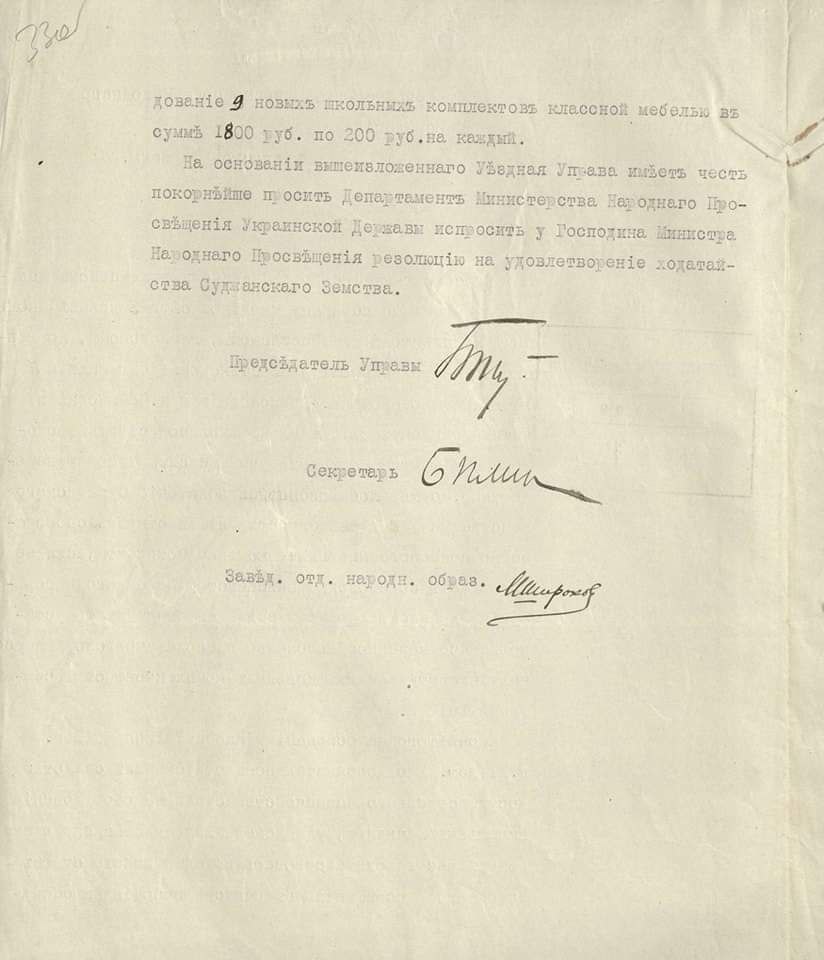 дованіе 9 новыхъ школьныхъ комплектовъ классной мебелью въ
суммѣ 1800 руб. по 200 руб.на каждый.
На основаніи вышеизложеннаго Уѣздная Управа имѣетъ честь
покорнѣйше просить Департаментъ Министерства Народнаго Про-
свѣщенія Украинской Державы испросить у Господина Министра
Народнаго Просвѣщенія резолюцію на удовлетвореніе ходатай-
ства Суджанскаго Земства.
Предсѣдатель Управы
Секретарь
Завѣд. отд. народн. образ.